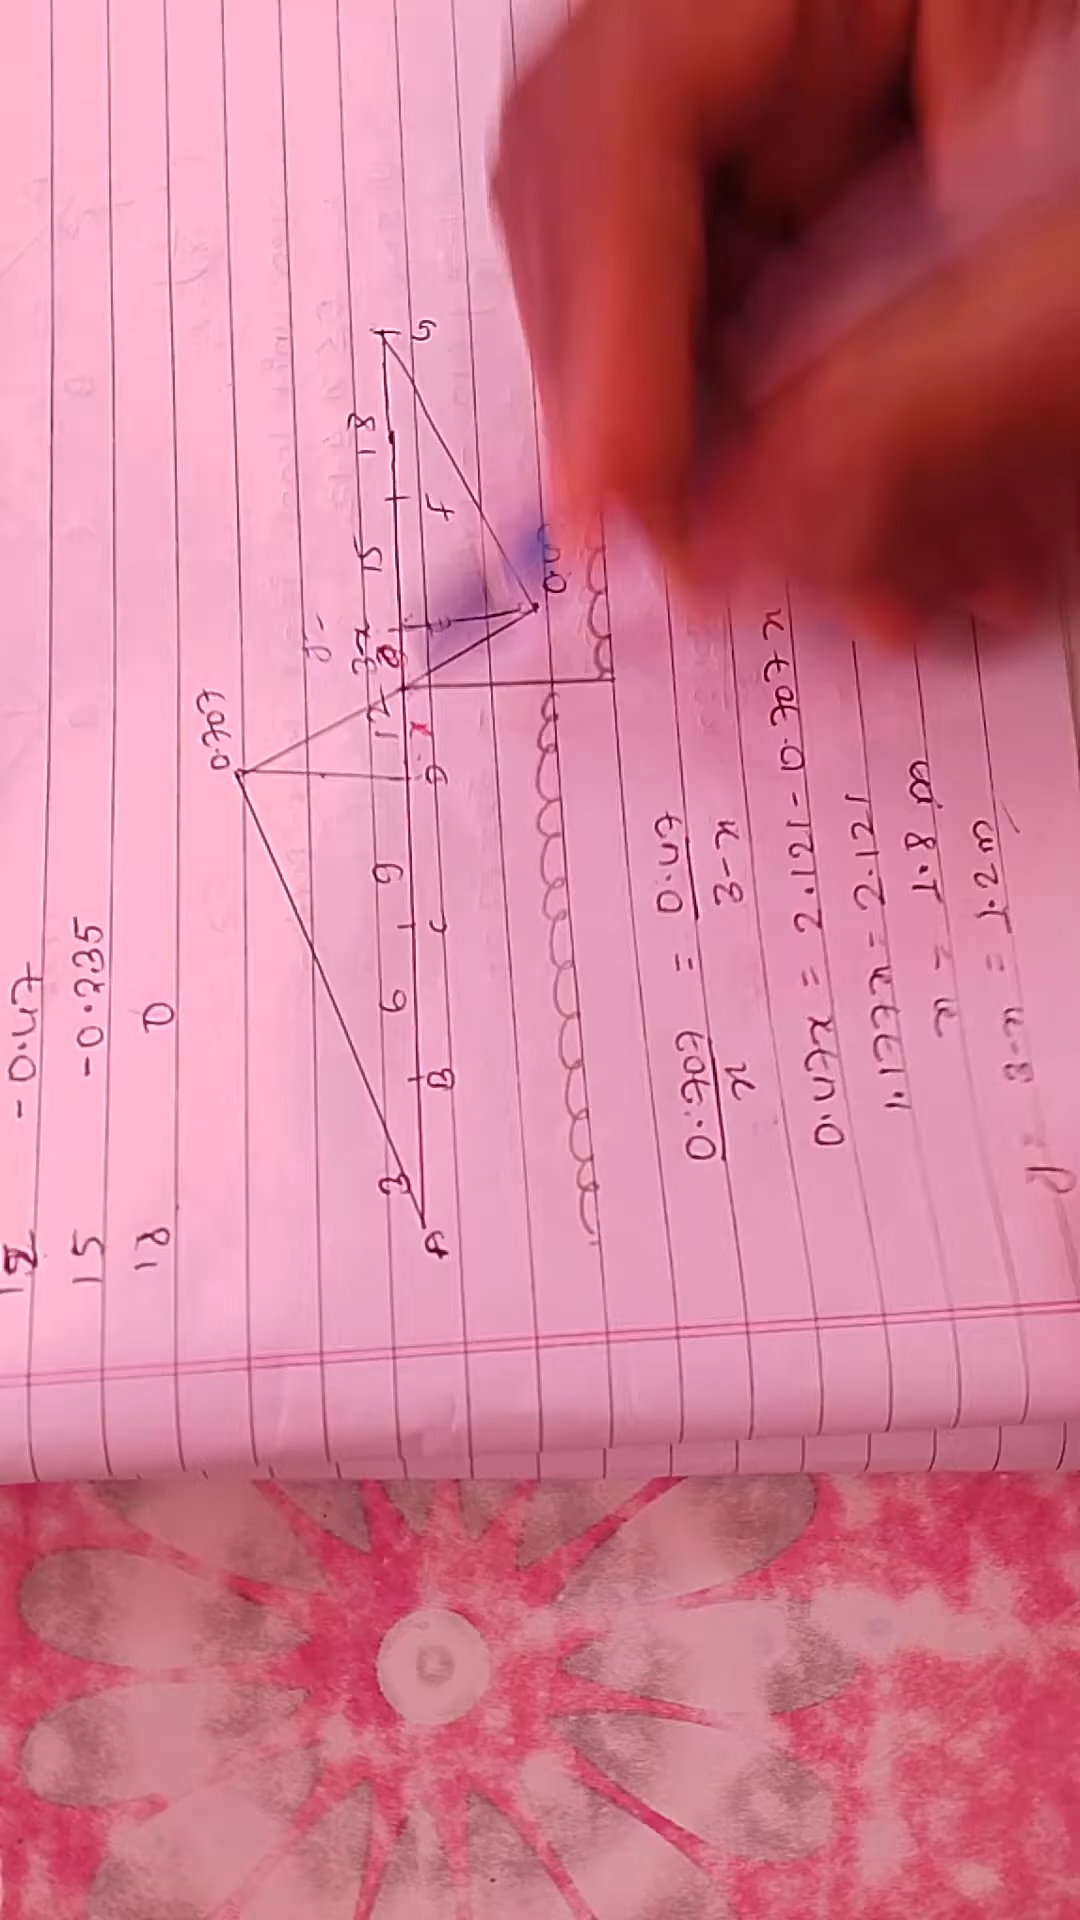 12 -0.47
15 -0.235
18 0
0.707
3 6 9 12 3-x 15 18
A B C D x e f G
0.707/x = 0.47/3-x
0.47x = 2.121 - 0.707x
1.177x = 2.121
x = 1.8 m
3-x = 1.2 m